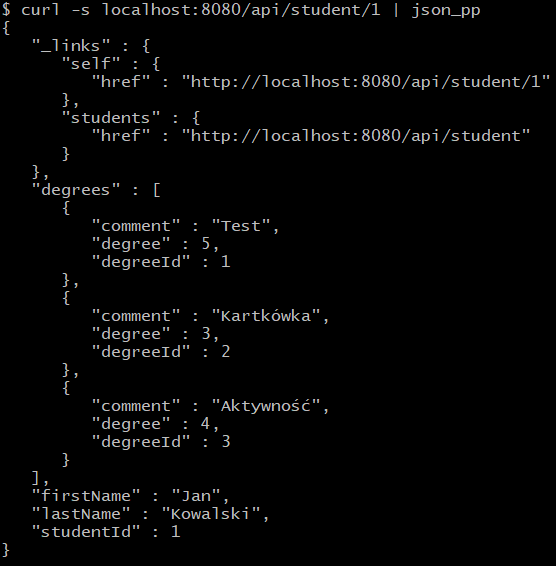 $ curl -s localhost:8080/api/student/1 | json_pp
{
   "_links" : {
      "self" : {
         "href" : "http://localhost:8080/api/student/1"
      },
      "students" : {
         "href" : "http://localhost:8080/api/student"
      }
   },
   "degrees" : [
      {
         "comment" : "Test",
         "degree" : 5,
         "degreeId" : 1
      },
      {
         "comment" : "Kartkówka",
         "degree" : 3,
         "degreeId" : 2
      },
      {
         "comment" : "Aktywność",
         "degree" : 4,
         "degreeId" : 3
      }
   ],
   "firstName" : "Jan",
   "lastName" : "Kowalski",
   "studentId" : 1
}